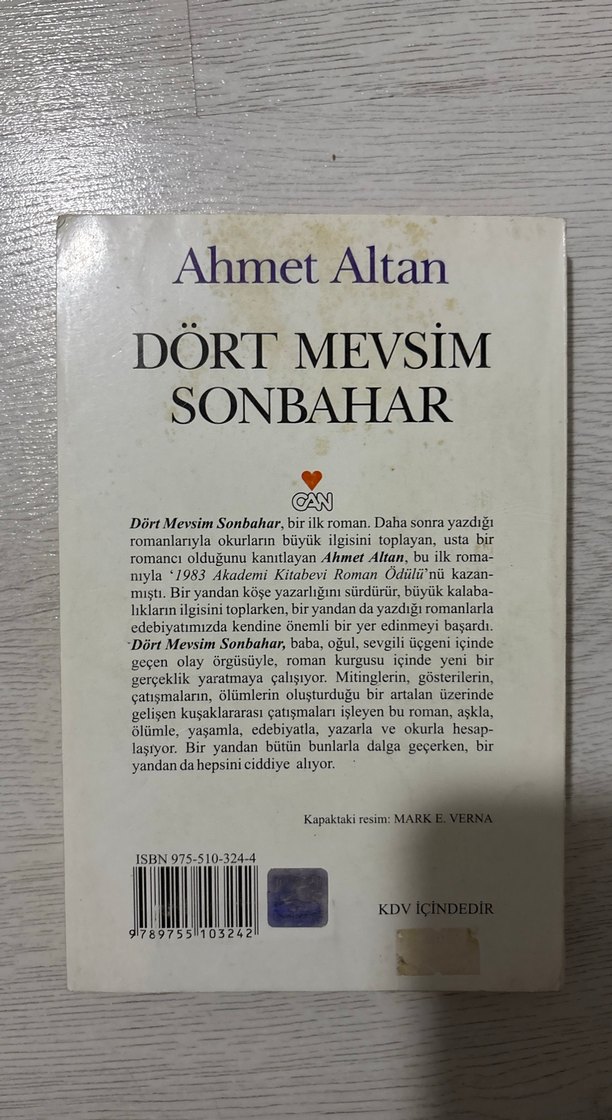 Ahmet Altan
DÖRT MEVSİM
SONBAHAR
CAN
Dört Mevsim Sonbahar, bir ilk roman. Daha sonra yazdığı
romanlarıyla okurların büyük ilgisini toplayan, usta bir
romancı olduğunu kanıtlayan Ahmet Altan, bu ilk roma-
nıyla ‘1983 Akademi Kitabevi Roman Ödülü’nü kazan-
mıştı. Bir yandan köşe yazarlığını sürdürür, büyük kalaba-
lıkların ilgisini toplarken, bir yandan da yazdığı romanlarla
edebiyatımızda kendine önemli bir yer edinmeyi başardı.
Dört Mevsim Sonbahar, baba, oğul, sevgili üçgeni içinde
geçen olay örgüsüyle, roman kurgusu içinde yeni bir
gerçeklik yaratmaya çalışıyor. Mitinglerin, gösterilerin,
çatışmaların, ölümlerin oluşturduğu bir artalan üzerinde
gelişen kuşaklararası çatışmaları işleyen bu roman, aşkla,
ölümle, yaşamla, edebiyatla, yazarla ve okurla hesap-
laşıyor. Bir yandan bütün bunlarla dalga geçerken, bir
yandan da hepsini ciddiye alıyor.
Kapaktaki resim: MARK E. VERNA
ISBN 975-510-324-4
9 789755 103242
KDV İÇİNDEDİR